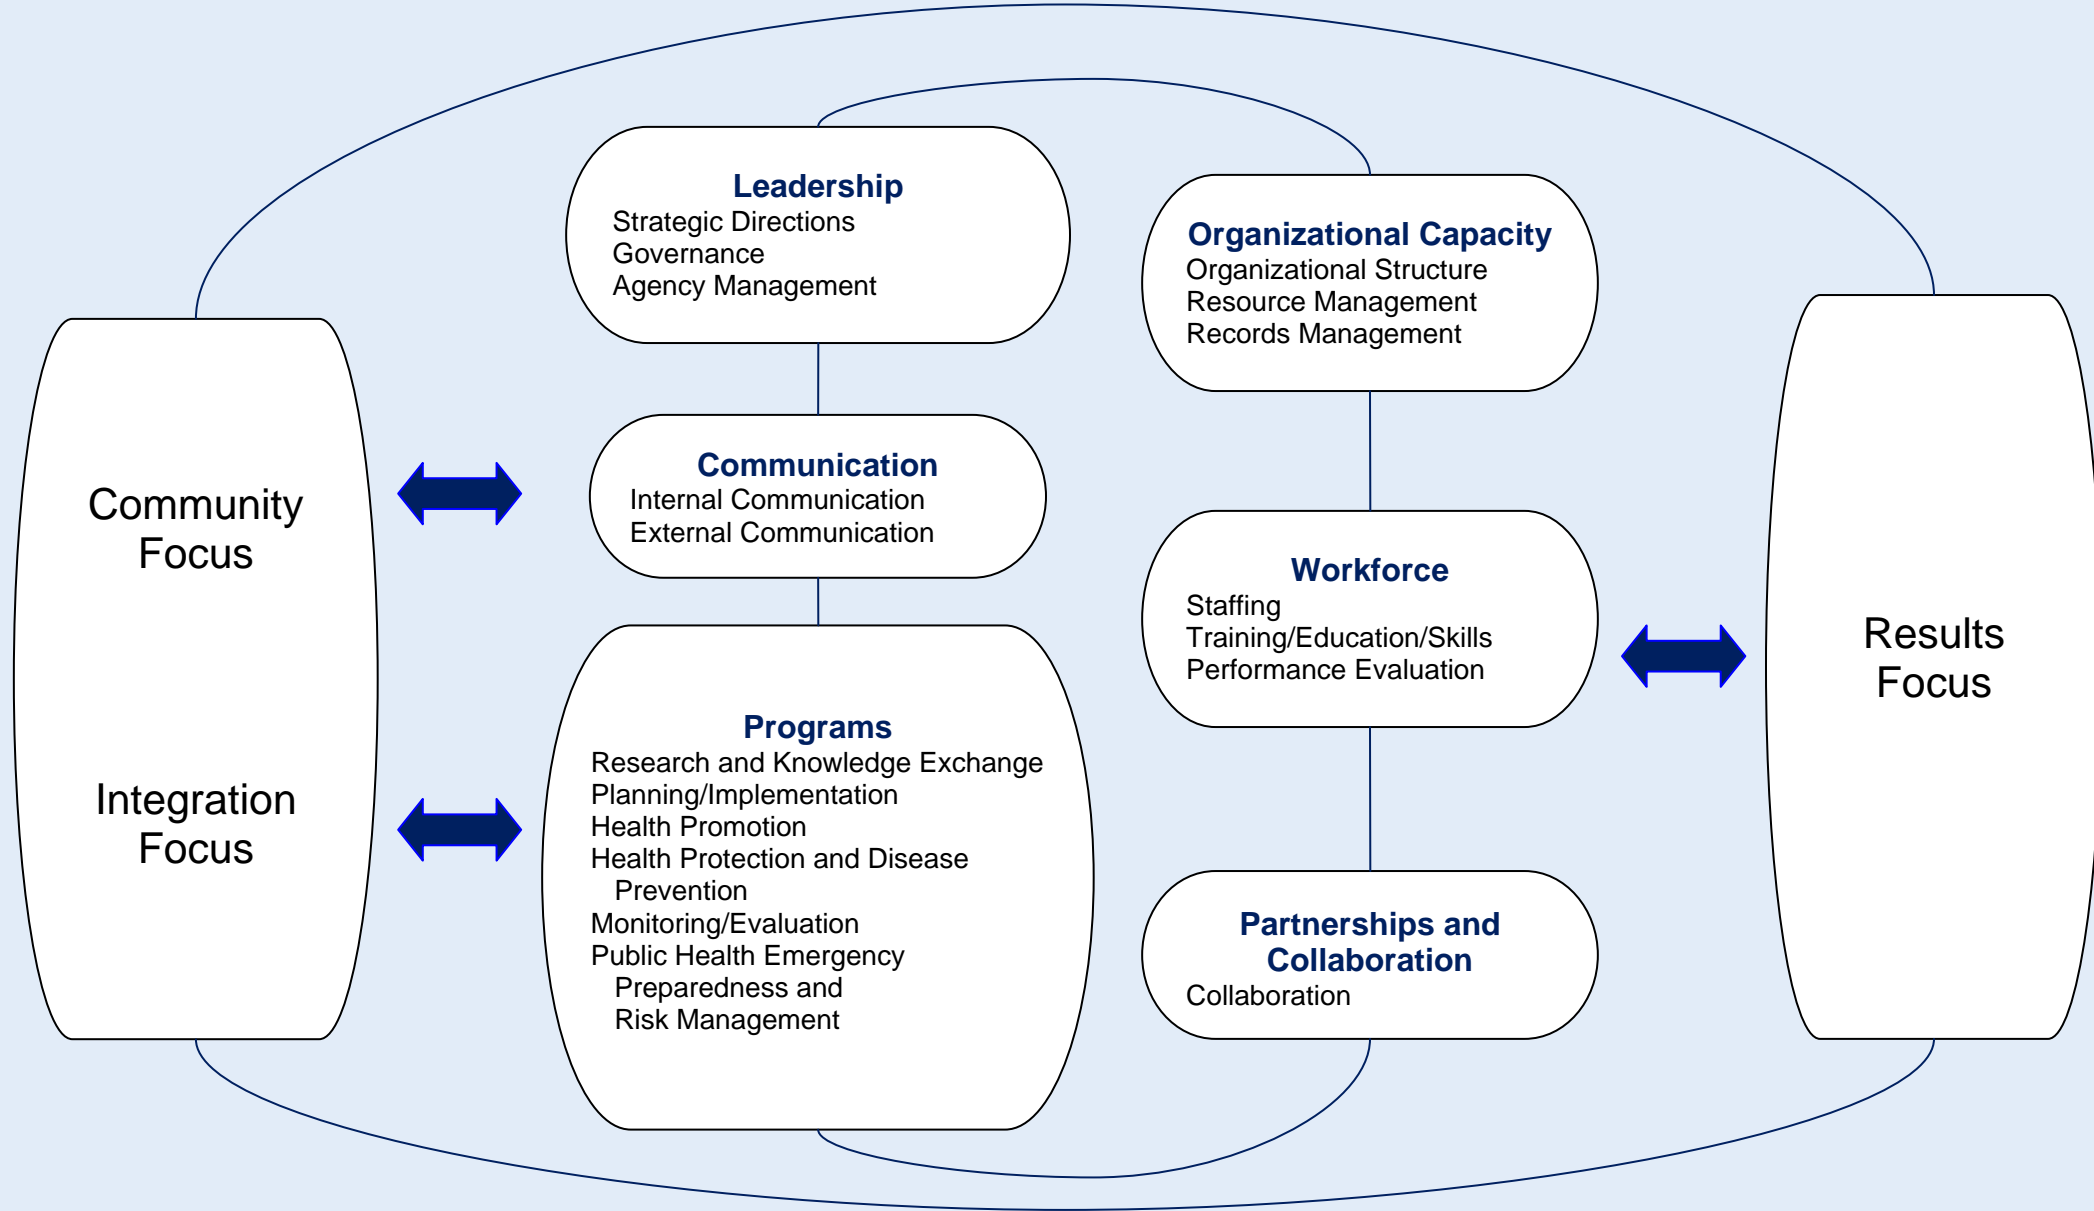 Community
Focus
Integration
Focus
Leadership
Strategic Directions
Governance
Agency Management
Communication
Internal Communication
External Communication
Programs
Research and Knowledge Exchange
Planning/Implementation
Health Promotion
Health Protection and Disease
Prevention
Monitoring/Evaluation
Public Health Emergency
Preparedness and
Risk Management
Organizational Capacity
Organizational Structure
Resource Management
Records Management
Workforce
Staffing
Training/Education/Skills
Performance Evaluation
Partnerships and
Collaboration
Collaboration
Results
Focus